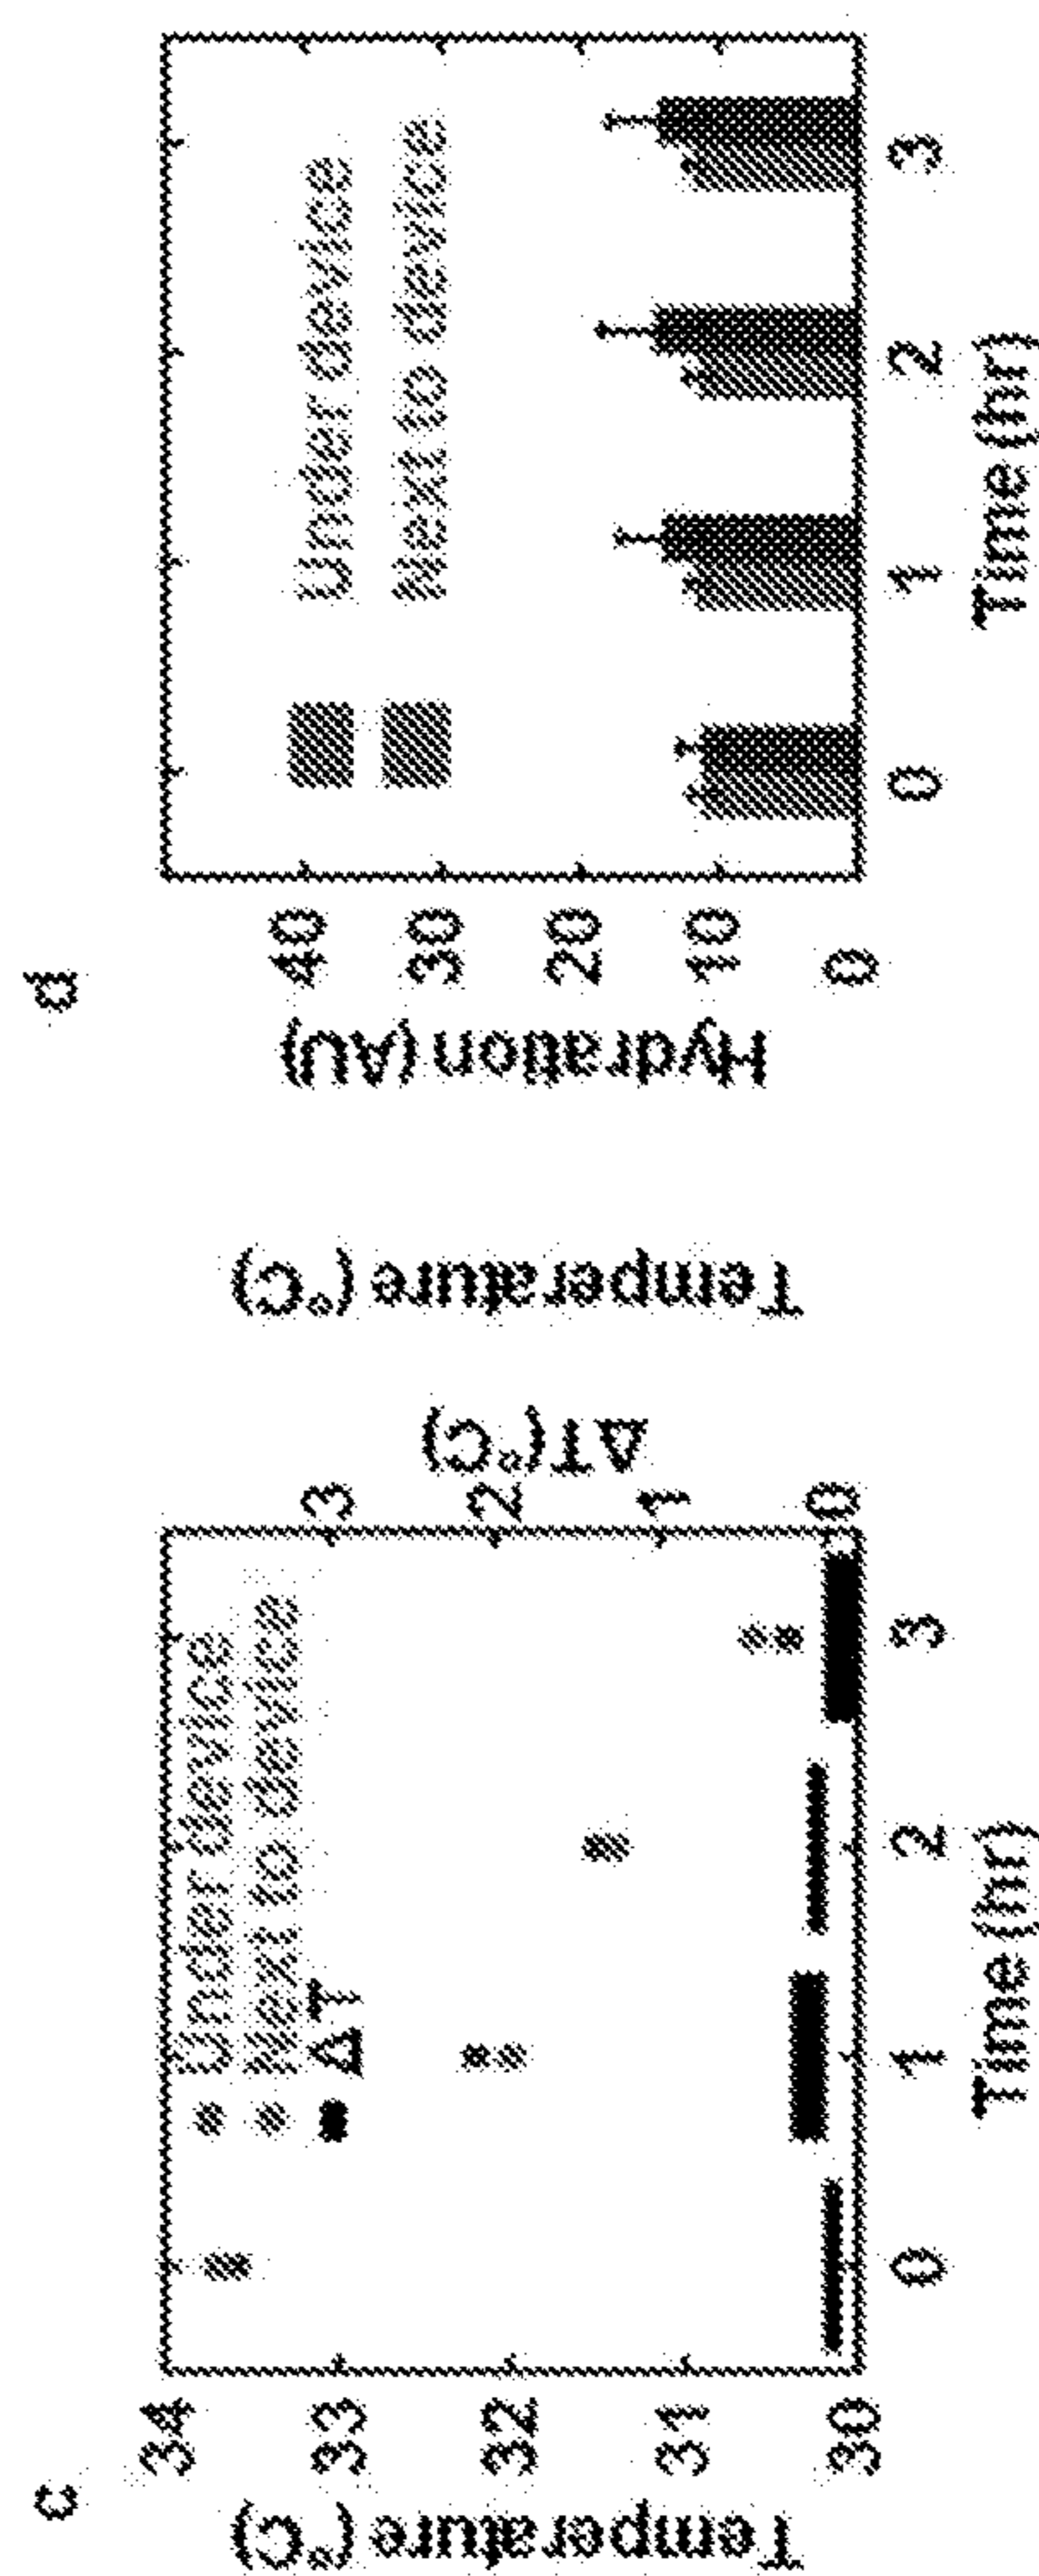 c
Temperature (°C)
34
33
32
31
30
Under device
Next to device
ΔT
3
2
1
0
ΔT(°C)
0 1 2 3
Time (hr)
Temperature (°C)
d
Hydration (AU)
40
30
20
10
0
Under device
Next to device
0 1 2 3
Time (hr)